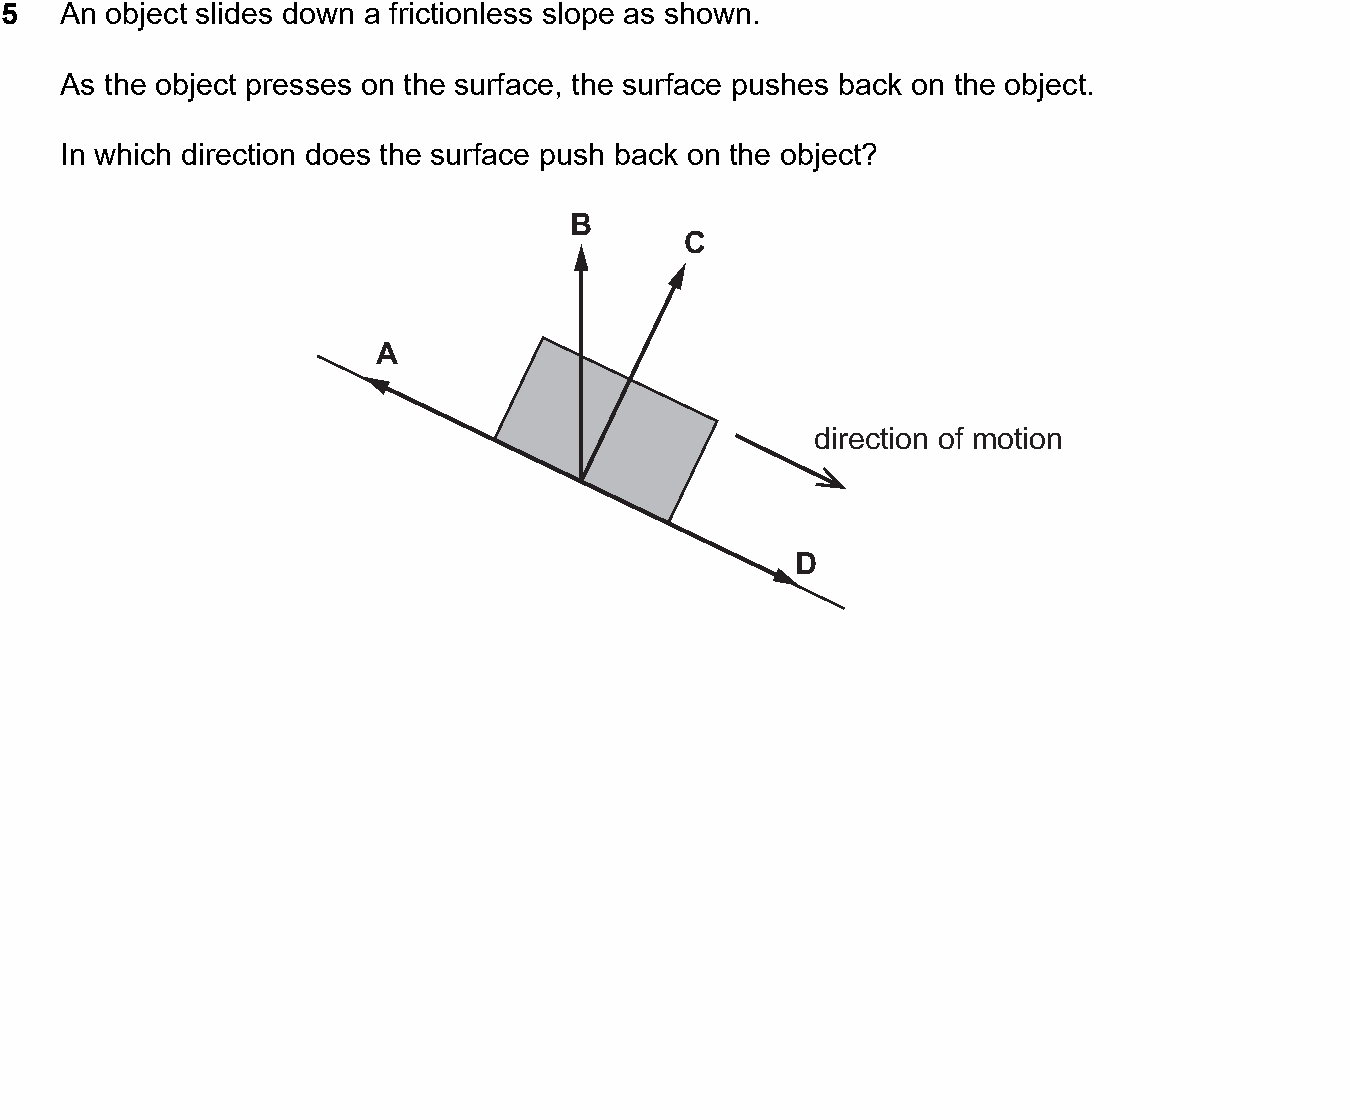 5 An object slides down a frictionless slope as shown.
As the object presses on the surface, the surface pushes back on the object.
In which direction does the surface push back on the object?
B
C
A
direction of motion
D